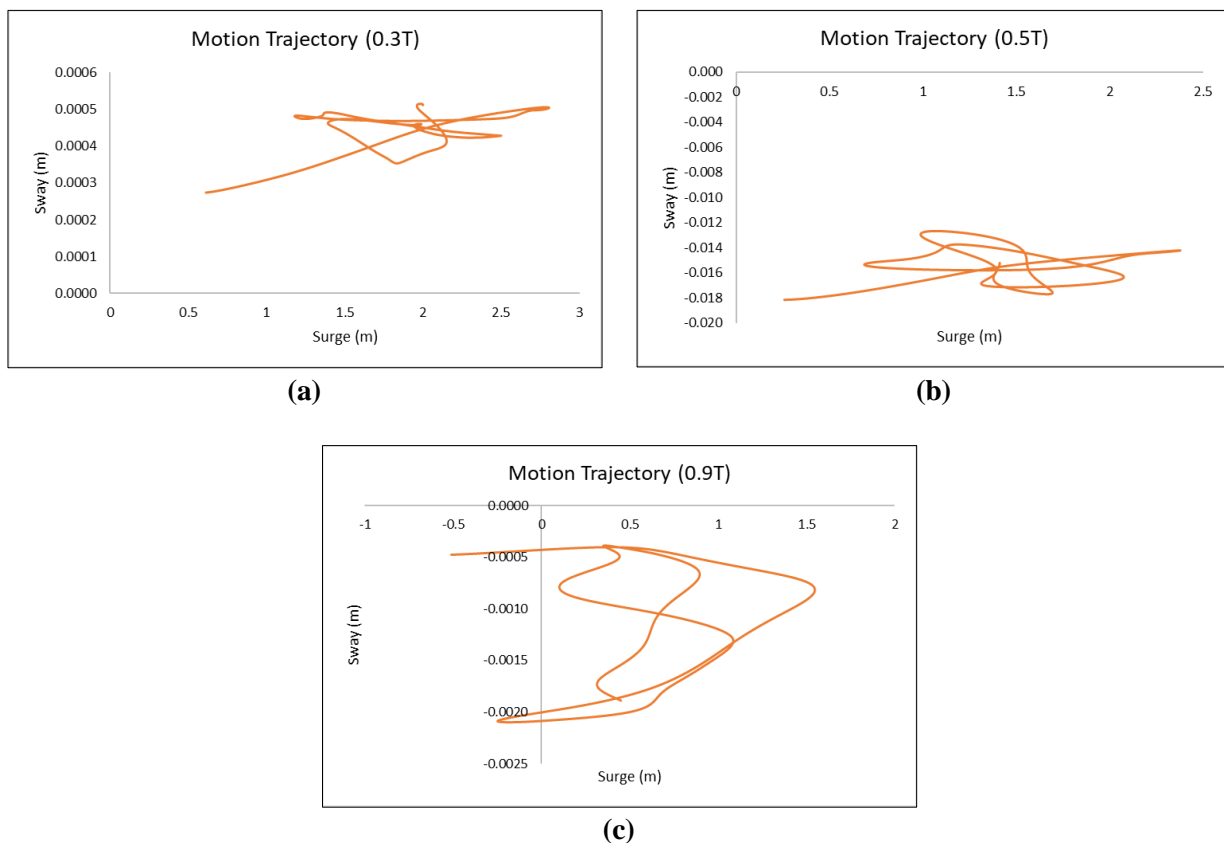 Motion Trajectory (0.3T)
Sway (m)
0.0006
0.0005
0.0004
0.0003
0.0002
0.0001
0.0000
0 0.5 1 1.5 2 2.5 3
Surge (m)
(a)
Motion Trajectory (0.5T)
Sway (m)
0.000
-0.002
-0.004
-0.006
-0.008
-0.010
-0.012
-0.014
-0.016
-0.018
-0.020
0 0.5 1 1.5 2 2.5
Surge (m)
(b)
Motion Trajectory (0.9T)
Sway (m)
0.0000
-0.0005
-0.0010
-0.0015
-0.0020
-0.0025
-1 -0.5 0 0.5 1 1.5 2
Surge (m)
(c)